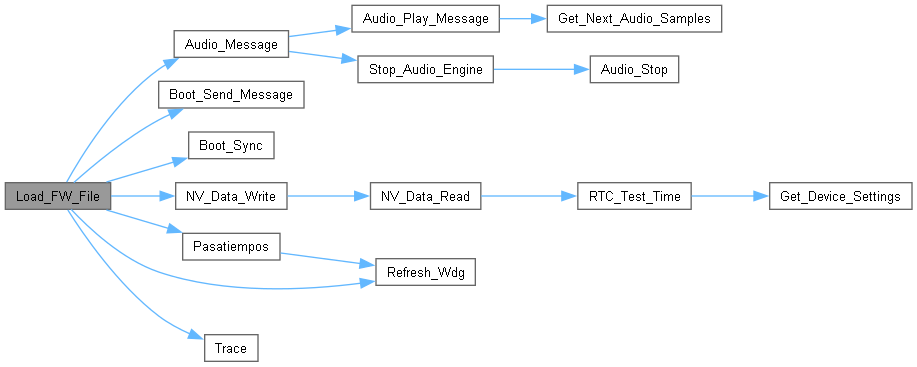 Audio_Play_Message
Get_Next_Audio_Samples
Audio_Message
Stop_Audio_Engine
Audio_Stop
Boot_Send_Message
Boot_Sync
Load_FW_File
NV_Data_Write
NV_Data_Read
RTC_Test_Time
Get_Device_Settings
Pasatiempos
Refresh_Wdg
Trace